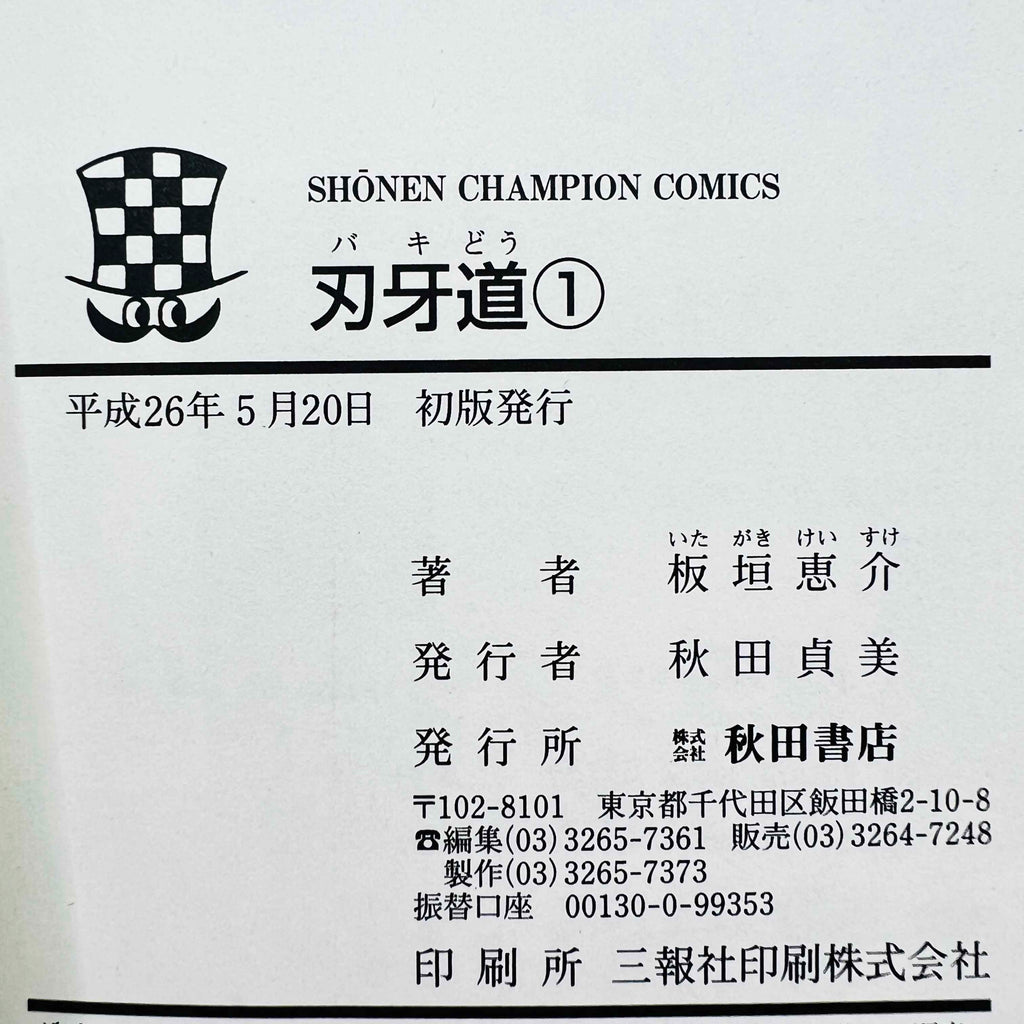 SHŌNEN CHAMPION COMICS
バキどう
刃牙道①
平成26年5月20日 初版発行
いたがきけいすけ
著者 板垣恵介
発行者 秋田貞美
発行所 株式会社 秋田書店
〒102-8101 東京都千代田区飯田橋2-10-8
☎編集(03)3265-7361 販売(03)3264-7248
製作(03)3265-7373
振替口座 00130-0-99353
印刷所 三報社印刷株式会社